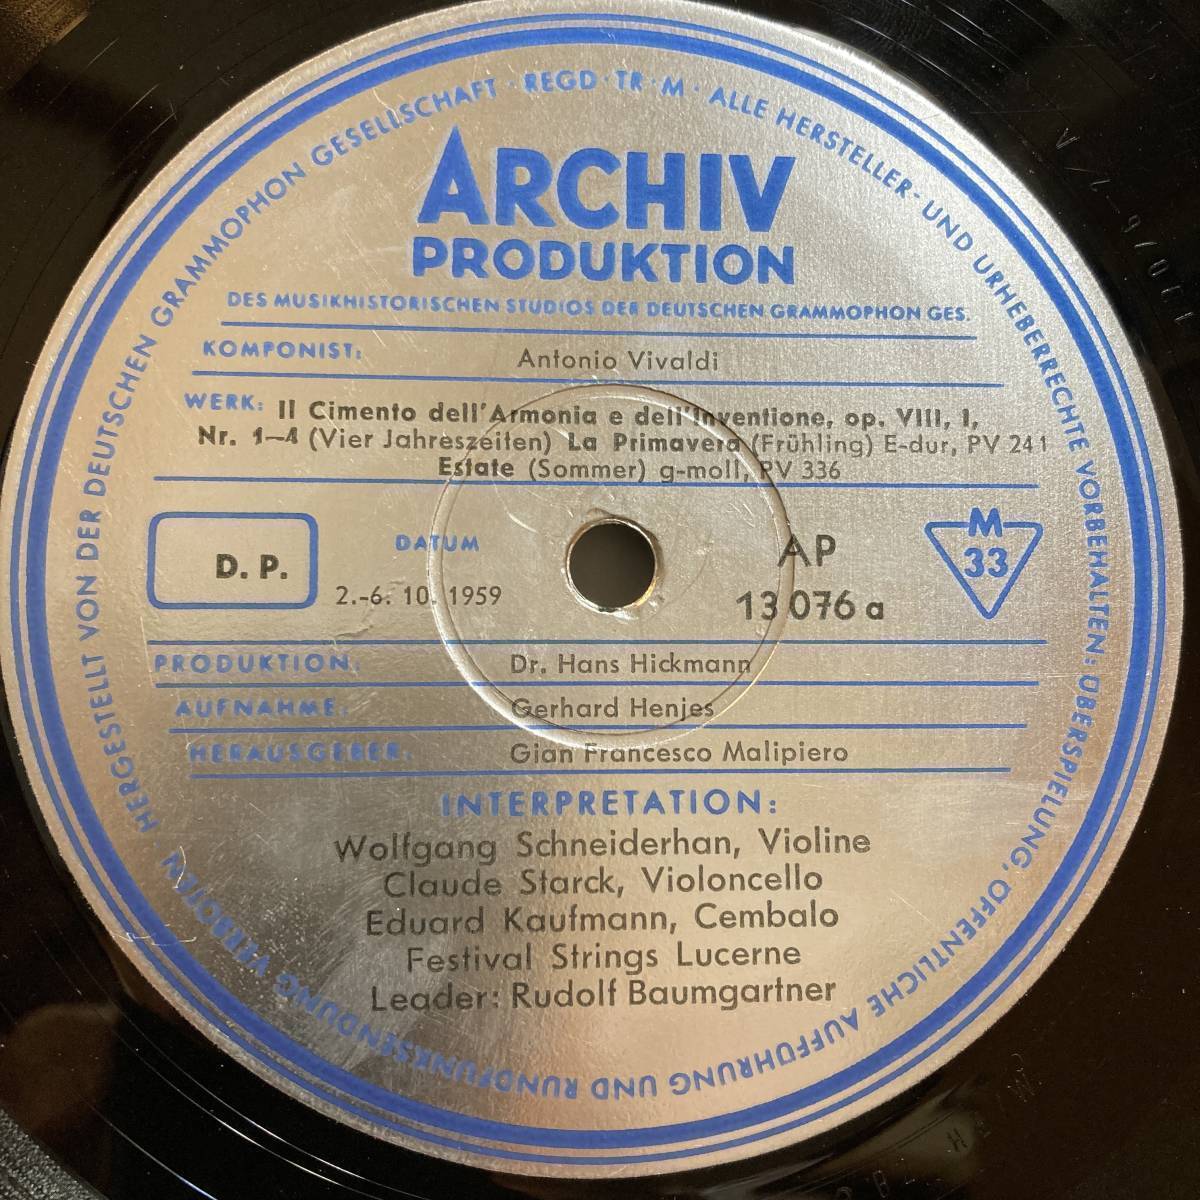 HERGESTELLT VON DER DEUTSCHEN GRAMMOPHON GESELLSCHAFT · REGD · TR · M · ALLE HERSTELLER- UND URHEBERRECHTE VORBEHALTEN: ÜBERSPIELUNG, ÖFFENTLICHE AUFFÜHRUNG UND RUNDFUNKSENDUNG VERBOTEN ·
ARCHIV
PRODUKTION
DES MUSIKHISTORISCHEN STUDIOS DER DEUTSCHEN GRAMMOPHON GES.
KOMPONIST: Antonio Vivaldi
WERK: Il Cimento dell'Armonia e dell'Inventione, op. VIII, I,
Nr. 1–4 (Vier Jahreszeiten) La Primavera (Frühling) E-dur, PV 241
Estate (Sommer) g-moll, PV 336
D. P.
DATUM
2.-6. 10. 1959
AP
13 076 a
M
33
PRODUKTION: Dr. Hans Hickmann
AUFNAHME: Gerhard Henjes
HERAUSGEBER: Gian Francesco Malipiero
INTERPRETATION:
Wolfgang Schneiderhan, Violine
Claude Starck, Violoncello
Eduard Kaufmann, Cembalo
Festival Strings Lucerne
Leader: Rudolf Baumgartner